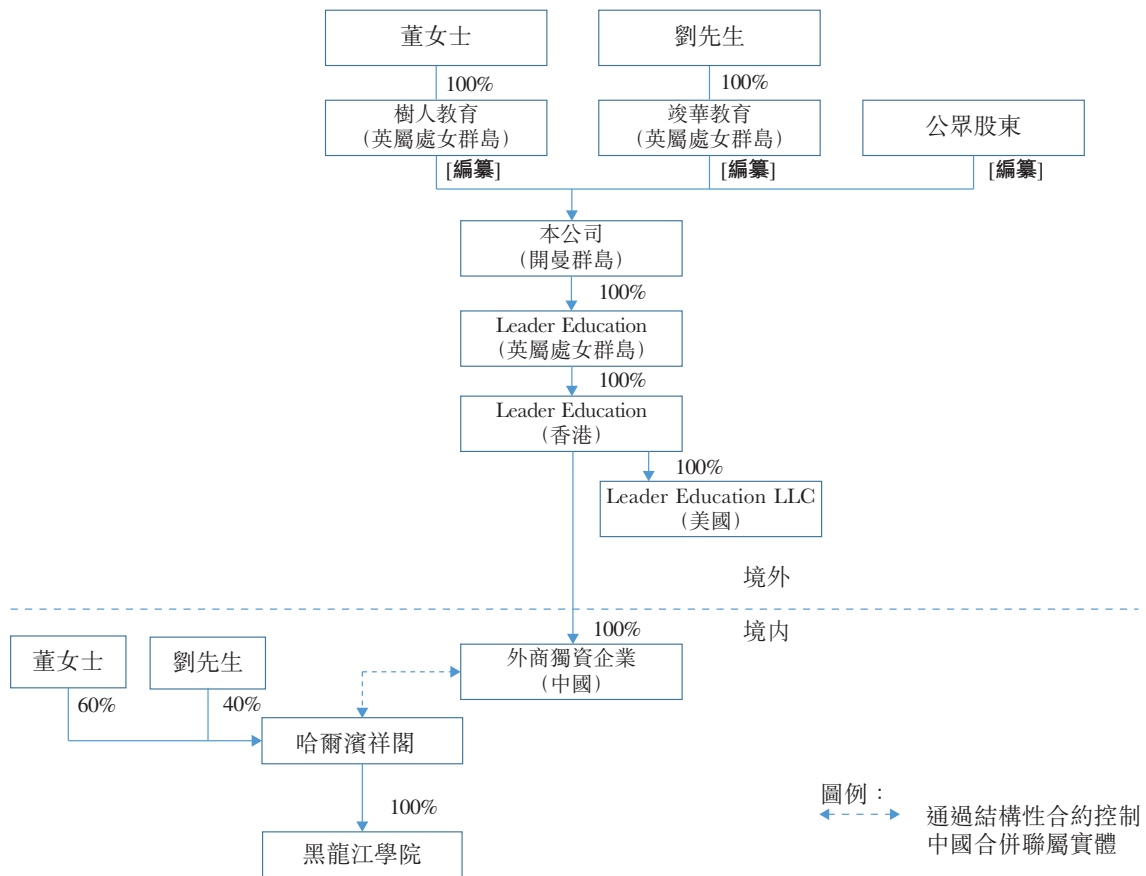 董女士
劉先生
100%
100%
樹人教育
(英屬處女群島)
竣華教育
(英屬處女群島)
公眾股東
[編纂]
[編纂]
[編纂]
本公司
(開曼群島)
100%
Leader Education
(英屬處女群島)
100%
Leader Education
(香港)
100%
Leader Education LLC
(美國)
境外
境内
100%
外商獨資企業
(中國)
董女士
劉先生
60%
40%
哈爾濱祥閣
100%
黑龍江學院
圖例：
通過結構性合約控制
中國合併聯屬實體